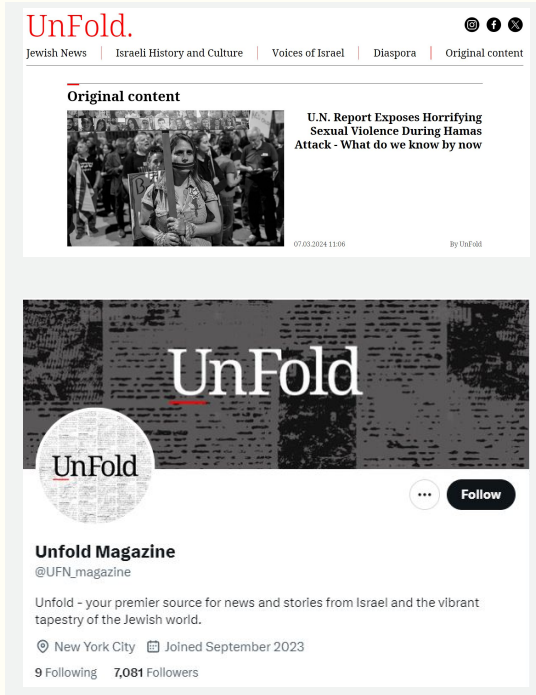 UnFold.
Jewish News
Israeli History and Culture
Voices of Israel
Diaspora
Original content
Original content
U.N. Report Exposes Horrifying
Sexual Violence During Hamas
Attack - What do we know by now
07.03.2024 11:06
By UnFold
UnFold
UnFold
Follow
Unfold Magazine
@UFN_magazine
Unfold - your premier source for news and stories from Israel and the vibrant
tapestry of the Jewish world.
New York City
Joined September 2023
9 Following
7,081 Followers